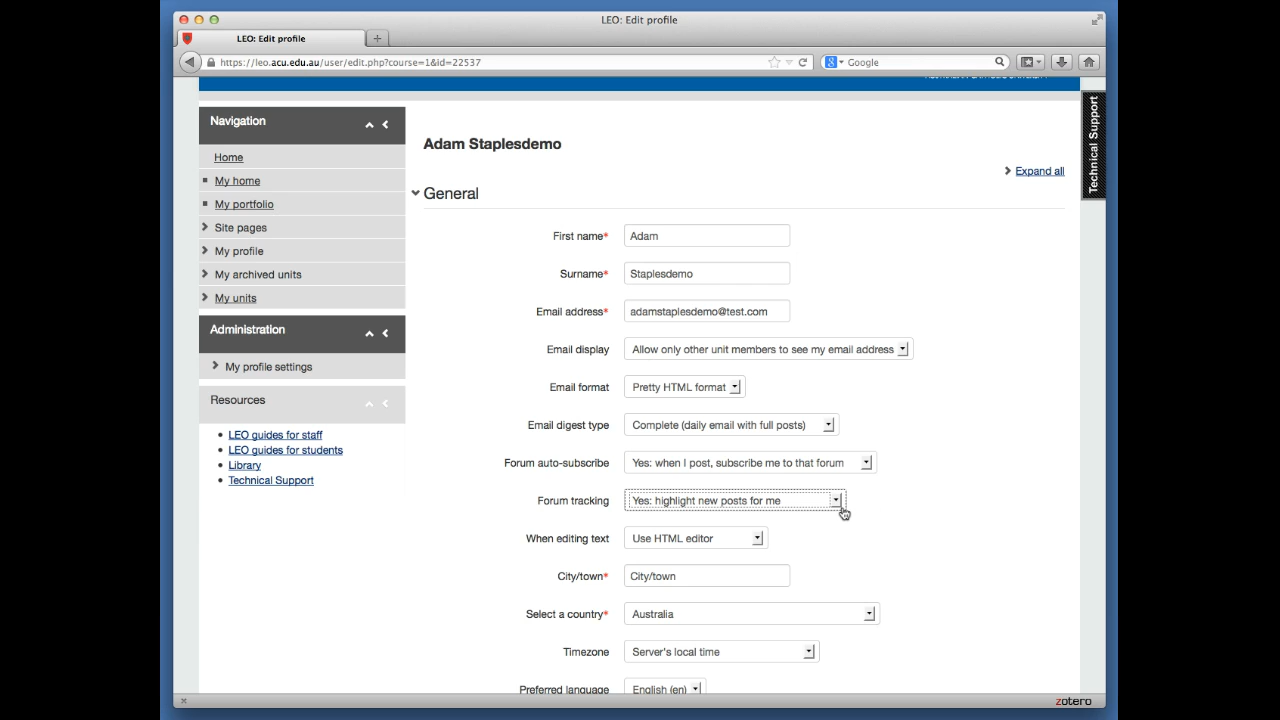 LEO: Edit profile
LEO: Edit profile
https://leo.acu.edu.au/user/edit.php?course=1&id=22537
Google
Technical Support
Navigation
Home
My home
My portfolio
Site pages
My profile
My archived units
My units
Administration
My profile settings
Resources
LEO guides for staff
LEO guides for students
Library
Technical Support
Adam Staplesdemo
Expand all
General
First name* Adam
Surname* Staplesdemo
Email address* adamstaplesdemo@test.com
Email display Allow only other unit members to see my email address
Email format Pretty HTML format
Email digest type Complete (daily email with full posts)
Forum auto-subscribe Yes: when I post, subscribe me to that forum
Forum tracking Yes: highlight new posts for me
When editing text Use HTML editor
City/town* City/town
Select a country* Australia
Timezone Server's local time
Preferred language English (en)
zotero